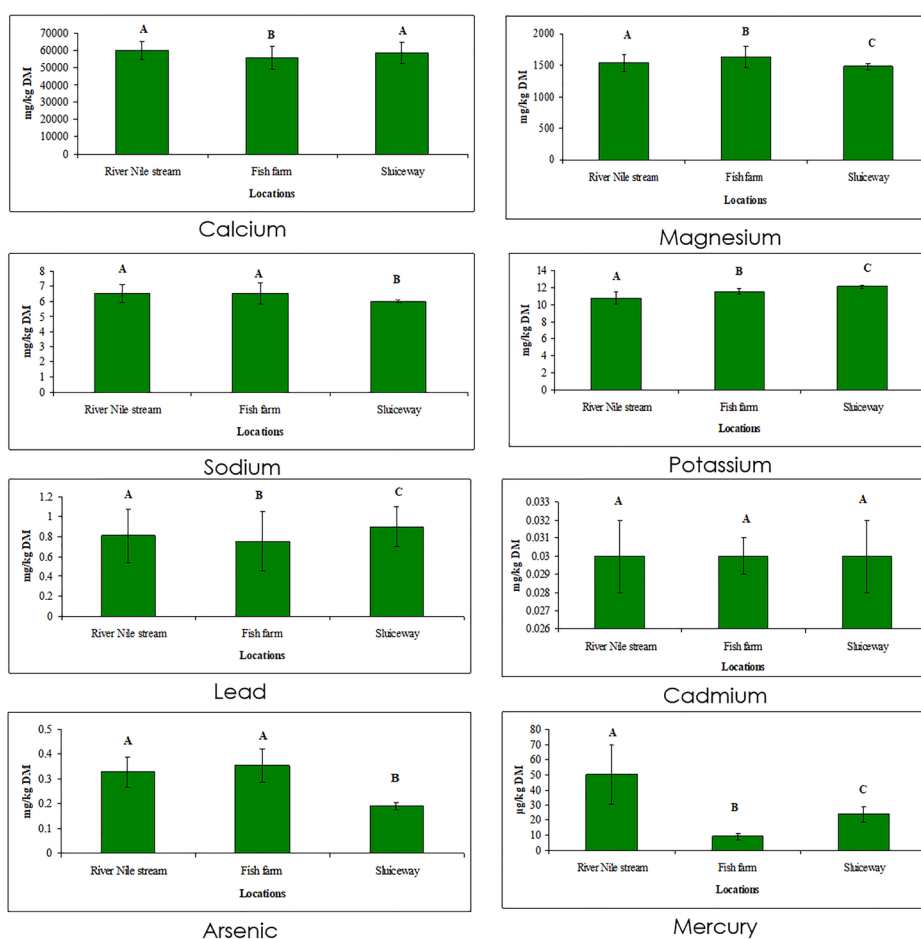 70000
60000
50000
40000
30000
20000
10000
0
mg/kg DM
A
B
A
River Nile stream
Fish farm
Sluiceway
Locations
Calcium
2000
1500
1000
500
0
mg/kg DM
A
B
C
River Nile stream
Fish farm
Sluiceway
Locations
Magnesium
8
7
6
5
4
3
2
1
0
mg/kg DM
A
A
B
River Nile stream
Fish farm
Sluiceway
Locations
Sodium
14
12
10
8
6
4
2
0
mg/kg DM
A
B
C
River Nile stream
Fish farm
Sluiceway
Locations
Potassium
1.2
1
0.8
0.6
0.4
0.2
0
mg/kg DM
A
B
C
River Nile stream
Fish farm
Sluiceway
Locations
Lead
0.033
0.032
0.031
0.03
0.029
0.028
0.027
0.026
mg/kg DM
A
A
A
River Nile stream
Fish farm
Sluiceway
Locations
Cadmium
0.5
0.4
0.3
0.2
0.1
0
mg/kg DM
A
A
B
River Nile stream
Fish farm
Sluiceway
Locations
Arsenic
80
70
60
50
40
30
20
10
0
µg/kg DM
A
B
C
River Nile stream
Fish farm
Sluiceway
Locations
Mercury